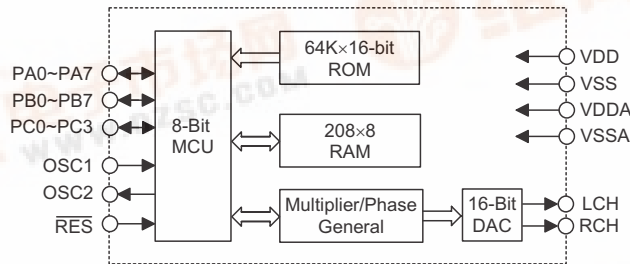 64K×16-bit
ROM
VDD
PA0~PA7
VSS
PB0~PB7
VDDA
PC0~PC3
8-Bit
MCU
208×8
RAM
VSSA
OSC1
OSC2
Multiplier/Phase
General
16-Bit
DAC
LCH
RCH
RES